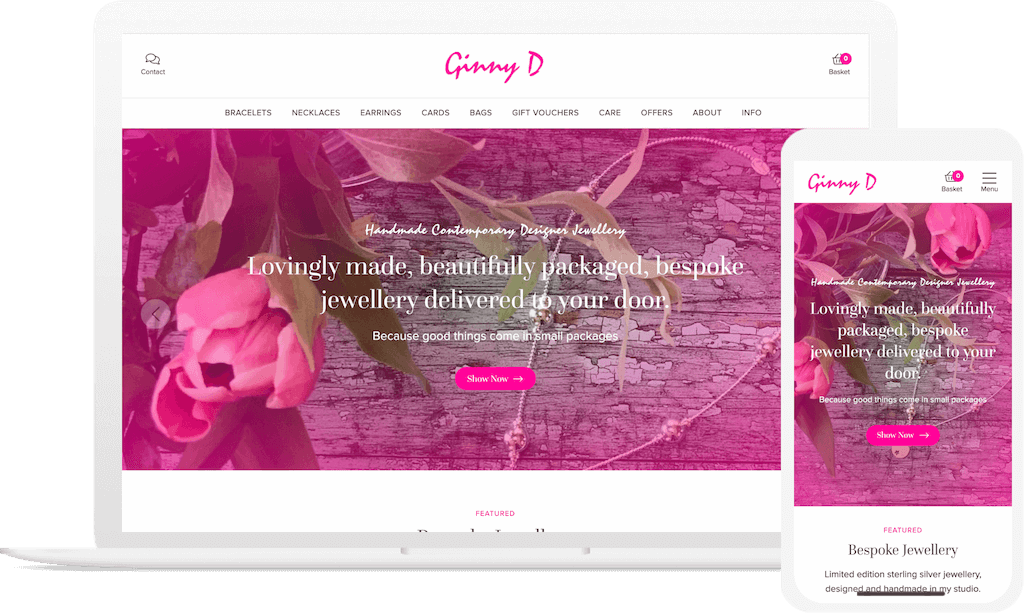 Contact
Ginny D
0
Basket
BRACELETS NECKLACES EARRINGS CARDS BAGS GIFT VOUCHERS CARE OFFERS ABOUT INFO
Handmade Contemporary Designer Jewellery
Lovingly made, beautifully packaged, bespoke
jewellery delivered to your door.
Because good things come in small packages
Show Now →
FEATURED
Ginny D
0
Basket
Menu
Handmade Contemporary Designer Jewellery
Lovingly made, beautifully
packaged, bespoke
jewellery delivered to your
door.
Because good things come in small packages
Show Now →
FEATURED
Bespoke Jewellery
Limited edition sterling silver jewellery,
designed and handmade in my studio.